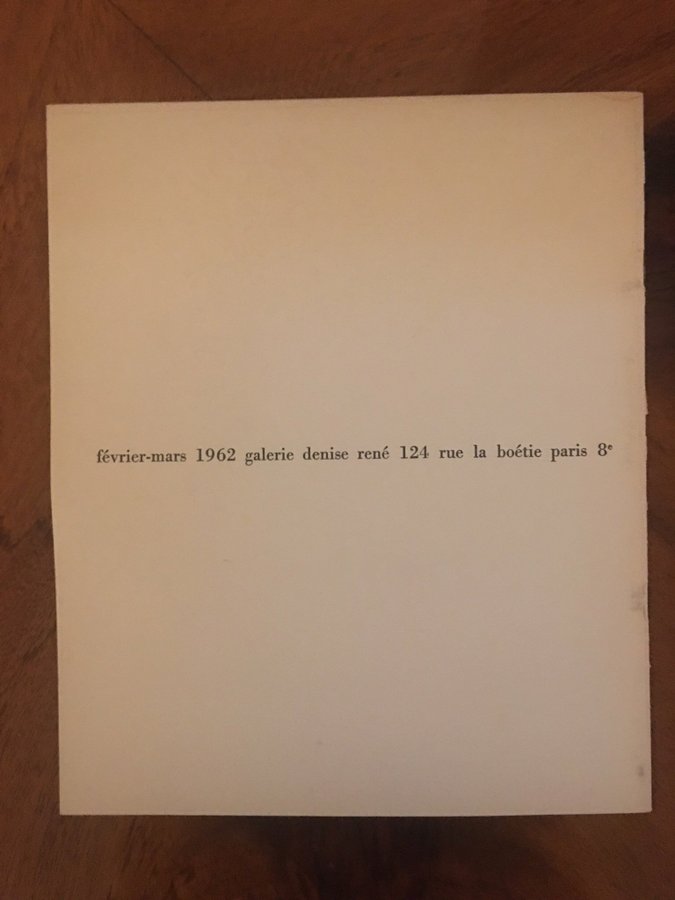 février-mars 1962 galerie denise rené 124 rue la boétie paris 8ᵉ